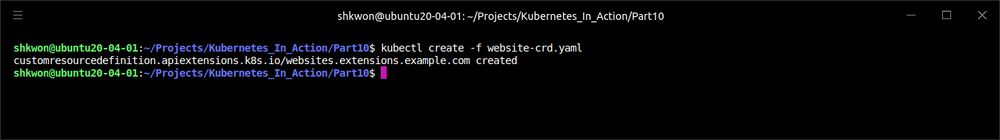 shkwon@ubuntu20-04-01: ~/Projects/Kubernetes_In_Action/Part10
shkwon@ubuntu20-04-01:~/Projects/Kubernetes_In_Action/Part10$ kubectl create -f website-crd.yaml
customresourcedefinition.apiextensions.k8s.io/websites.extensions.example.com created
shkwon@ubuntu20-04-01:~/Projects/Kubernetes_In_Action/Part10$